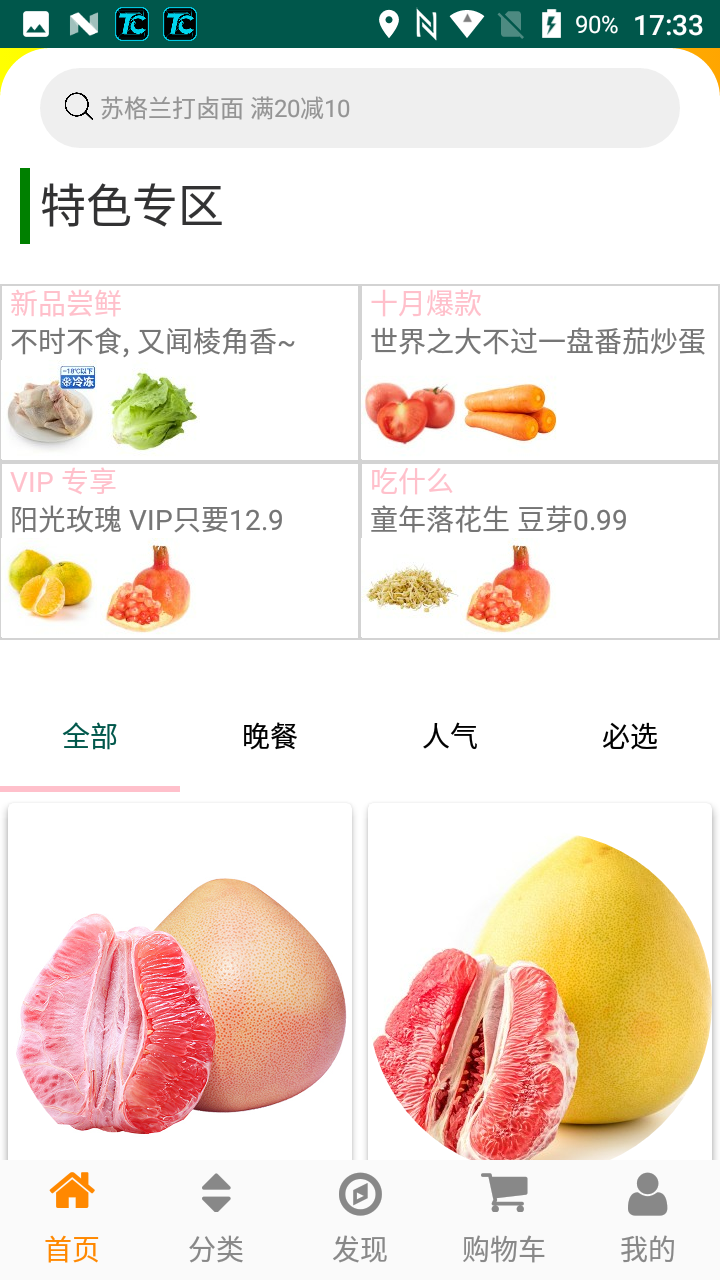 TC TC 90% 17:33
苏格兰打卤面 满20减10
特色专区
新品尝鲜
不时不食, 又闻棱角香~
-18℃以下
冷冻
十月爆款
世界之大不过一盘番茄炒蛋
VIP 专享
阳光玫瑰 VIP只要12.9
吃什么
童年落花生 豆芽0.99
全部 晚餐 人气 必选
首页 分类 发现 购物车 我的